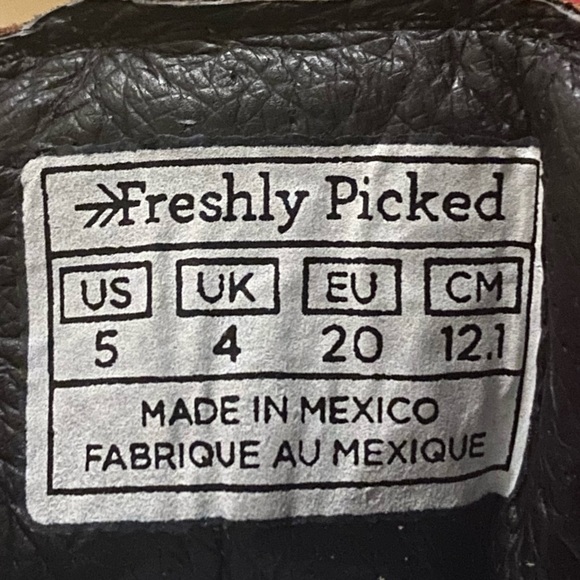 Freshly Picked
US UK EU CM
5 4 20 12.1
MADE IN MEXICO
FABRIQUE AU MEXIQUE